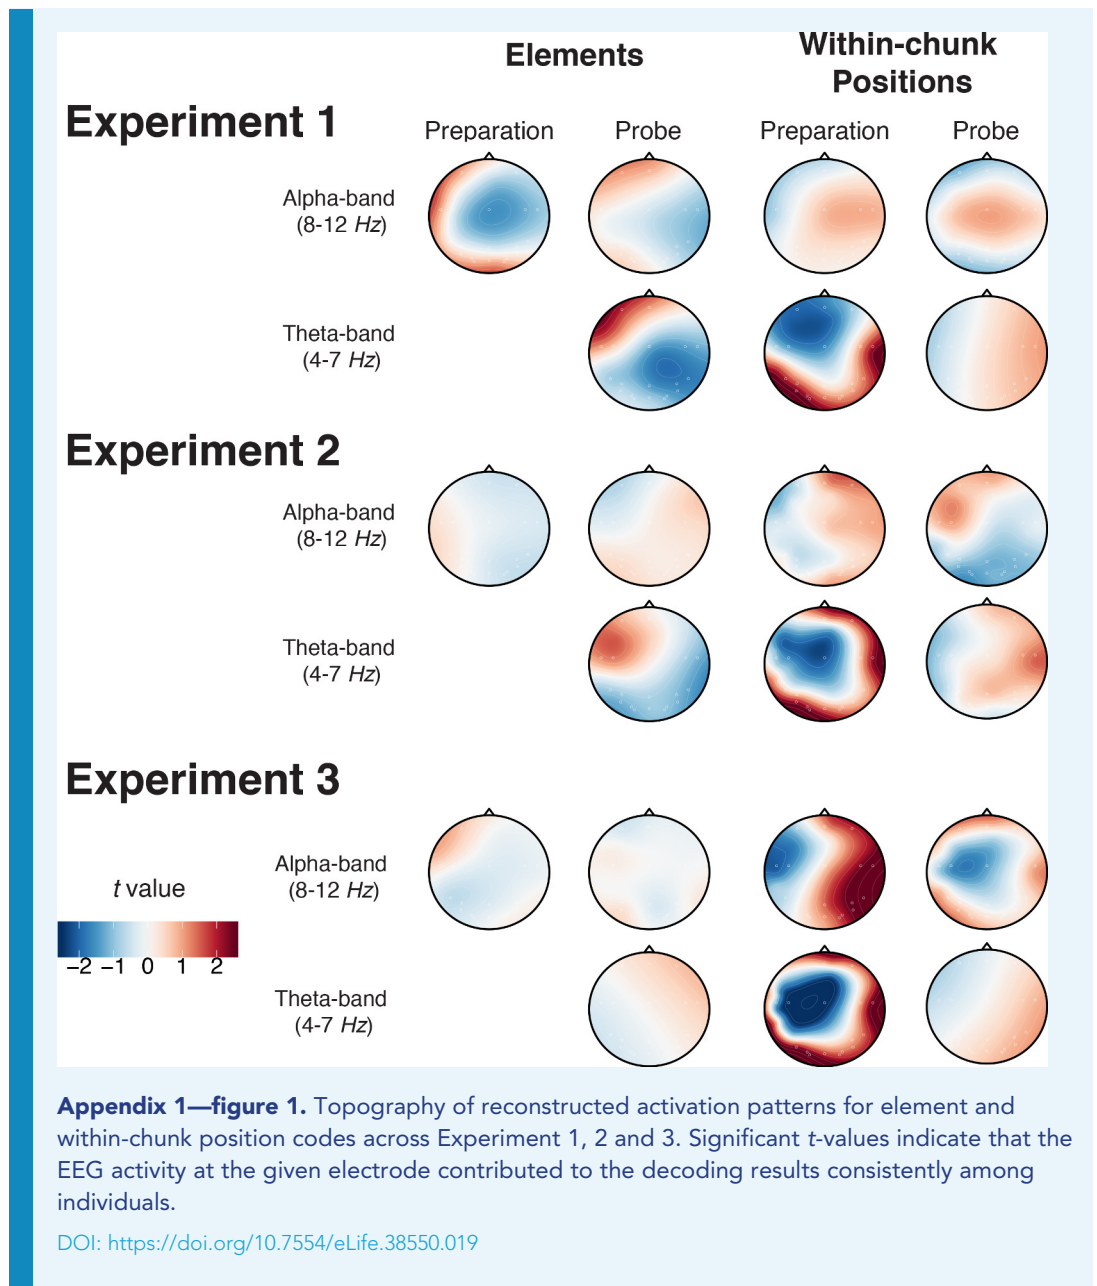 Elements
Within-chunk
Positions
Experiment 1
Preparation
Probe
Preparation
Probe
Alpha-band
(8-12 Hz)
Theta-band
(4-7 Hz)
Experiment 2
Alpha-band
(8-12 Hz)
Theta-band
(4-7 Hz)
Experiment 3
Alpha-band
(8-12 Hz)
t value
−2 −1 0 1 2
Theta-band
(4-7 Hz)
Appendix 1—figure 1. Topography of reconstructed activation patterns for element and
within-chunk position codes across Experiment 1, 2 and 3. Significant t-values indicate that the
EEG activity at the given electrode contributed to the decoding results consistently among
individuals.
DOI: https://doi.org/10.7554/eLife.38550.019